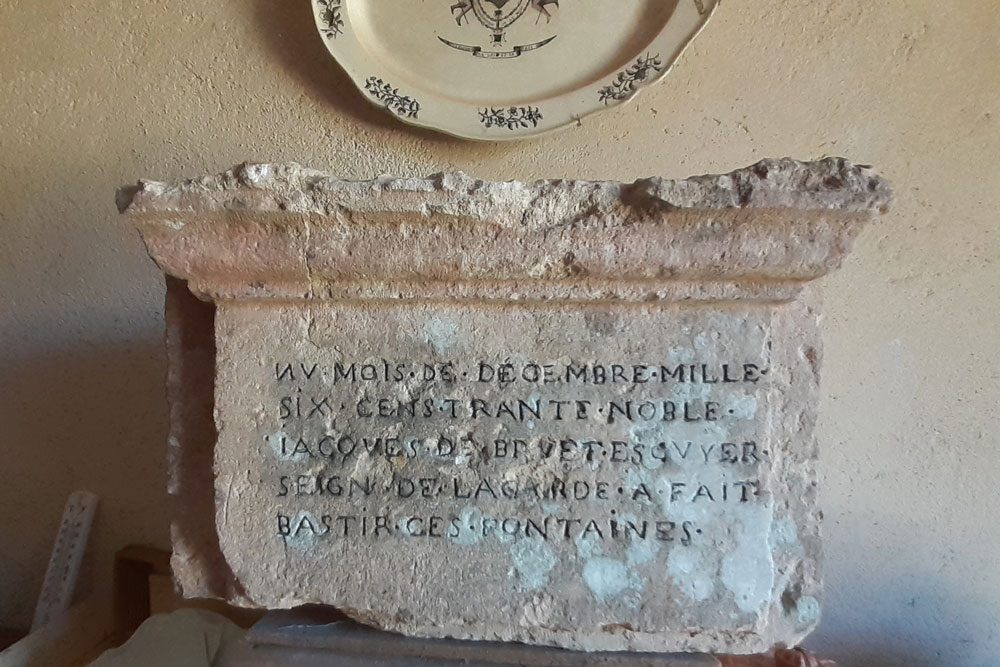 AV·MOIS·DE·DÉCEMBRE·MILLE·
SIX·CENS·TRANTE·NOBLE·
IACQVES·DE·BRVET·ESCVYER·
SEIGN·DE·LAGARDE·A·FAIT·
BASTIR·CES·FONTAINES·